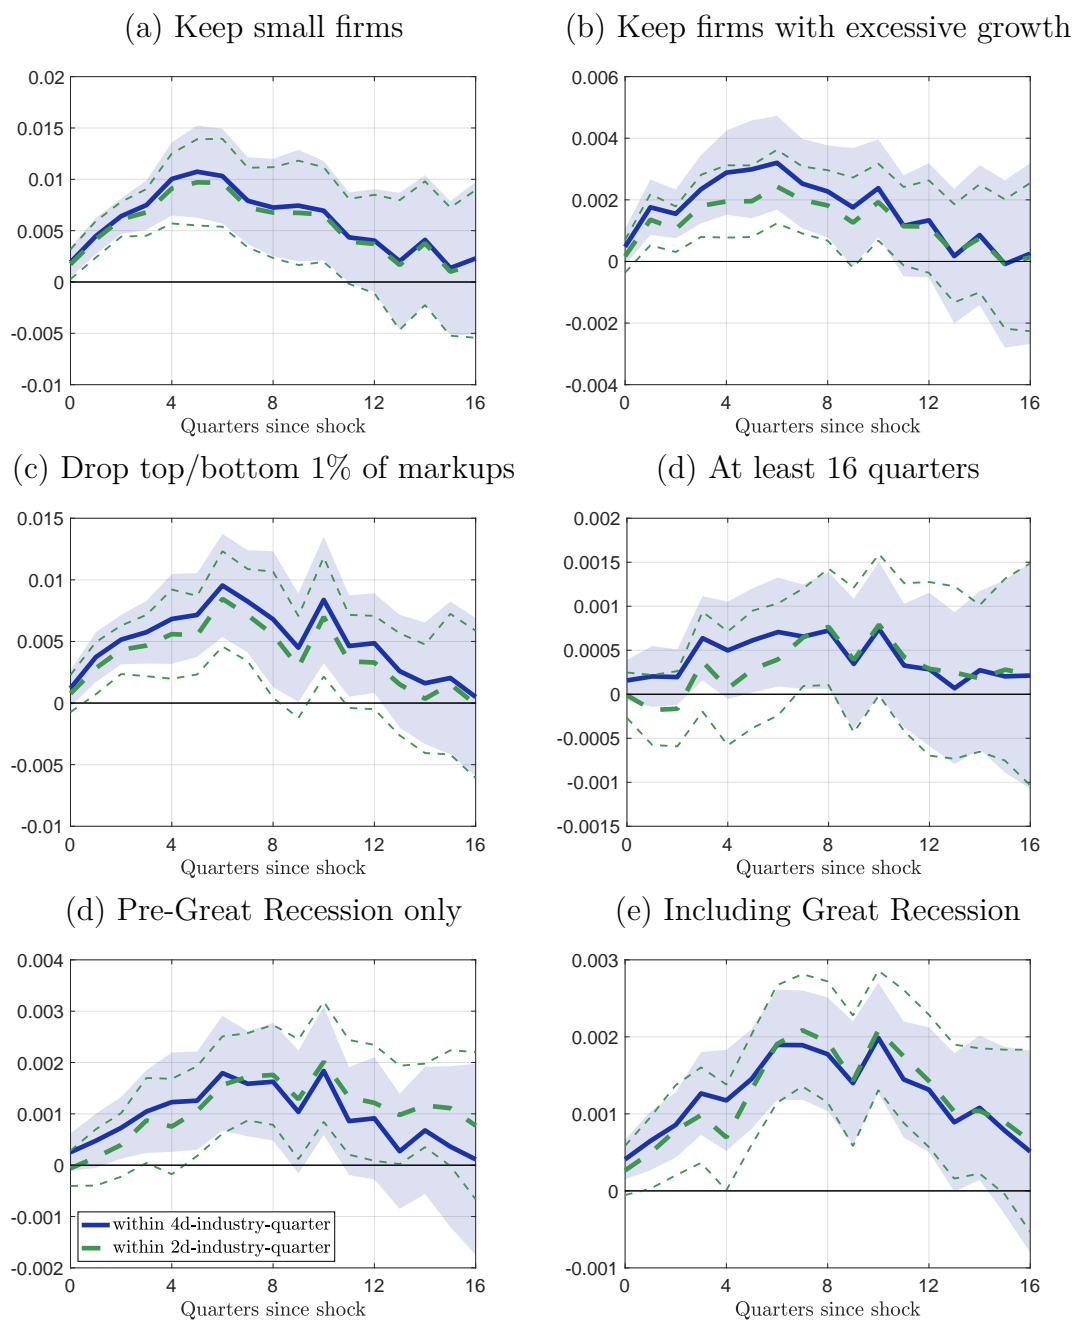 (a) Keep small firms
0.02
0.015
0.01
0.005
0
-0.005
-0.01
0 4 8 12 16
Quarters since shock
(b) Keep firms with excessive growth
0.006
0.004
0.002
0
-0.002
-0.004
0 4 8 12 16
Quarters since shock
(c) Drop top/bottom 1% of markups
0.015
0.01
0.005
0
-0.005
-0.01
0 4 8 12 16
Quarters since shock
(d) At least 16 quarters
0.002
0.0015
0.001
0.0005
0
-0.0005
-0.001
-0.0015
0 4 8 12 16
Quarters since shock
(d) Pre-Great Recession only
0.004
0.003
0.002
0.001
0
-0.001
-0.002
within 4d-industry-quarter
within 2d-industry-quarter
0 4 8 12 16
Quarters since shock
(e) Including Great Recession
0.003
0.002
0.001
0
-0.001
0 4 8 12 16
Quarters since shock